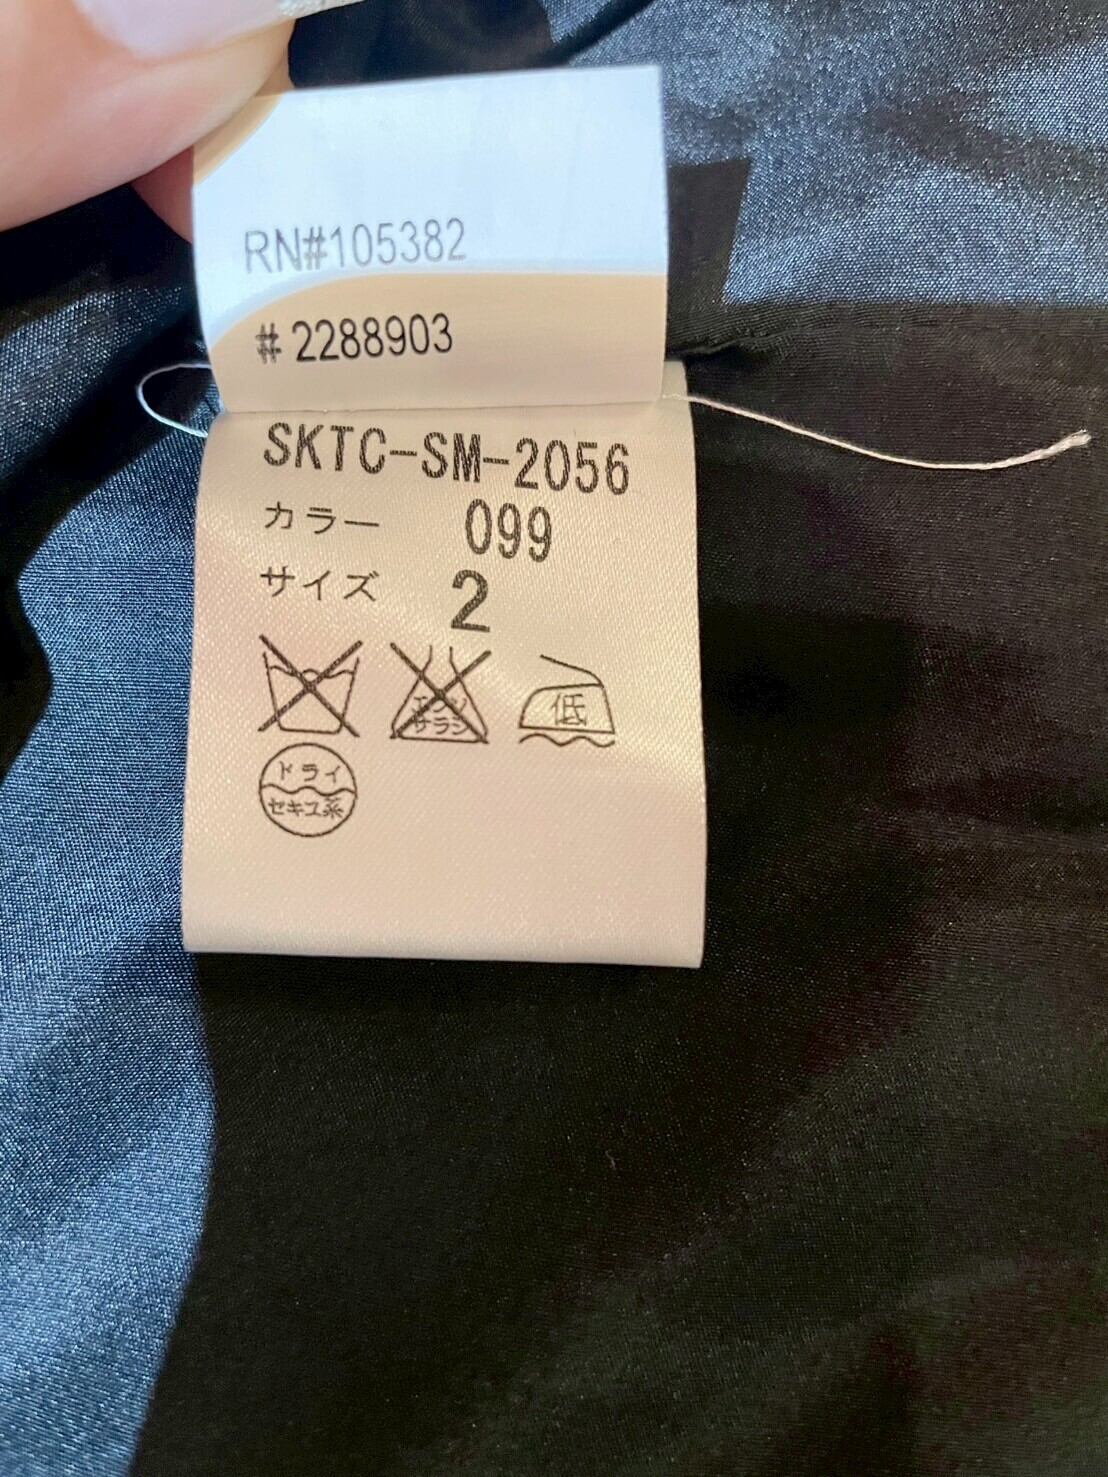 RN#105382
# 2288903
SKTC-SM-2056
カラー 099
サイズ 2
エンソ
サラシ
低
ドライ
セキユ系